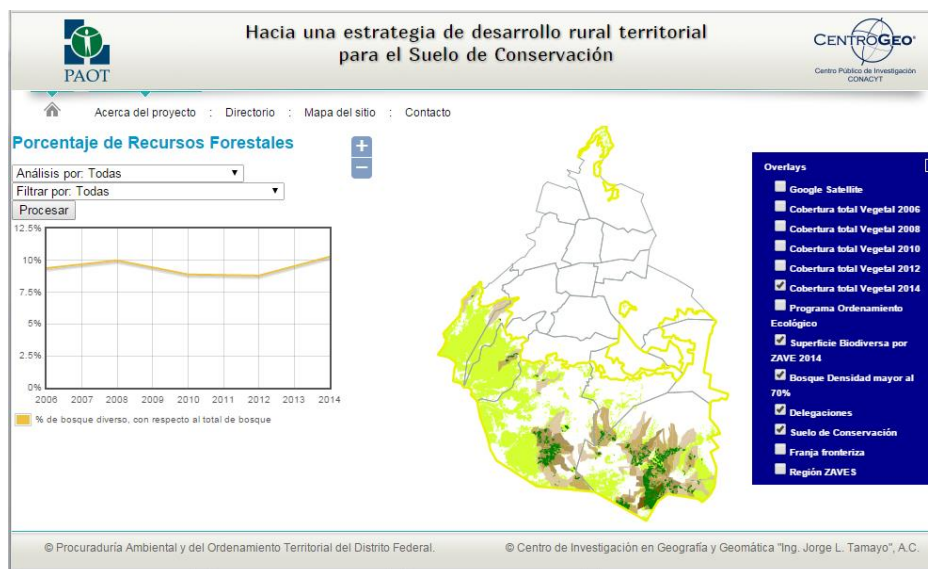 PAOT
Hacia una estrategia de desarrollo rural territorial
para el Suelo de Conservación
CENTROGEO
Centro Público de Investigación
CONACYT
Acerca del proyecto : Directorio : Mapa del sitio : Contacto
Porcentaje de Recursos Forestales
Análisis por: Todas
Filtrar por: Todas
Procesar
12.5%
10%
7.5%
5%
2.5%
0%
2006 2007 2008 2009 2010 2011 2012 2013 2014
% de bosque diverso, con respecto al total de bosque
+
−
Overlays
Google Satellite
Cobertura total Vegetal 2006
Cobertura total Vegetal 2008
Cobertura total Vegetal 2010
Cobertura total Vegetal 2012
Cobertura total Vegetal 2014
Programa Ordenamiento
Ecológico
Superficie Biodiversa por
ZAVE 2014
Bosque Densidad mayor al
70%
Delegaciones
Suelo de Conservación
Franja fronteriza
Región ZAVES
© Procuraduría Ambiental y del Ordenamiento Territorial del Distrito Federal.
© Centro de Investigación en Geografía y Geomática "Ing. Jorge L. Tamayo", A.C.